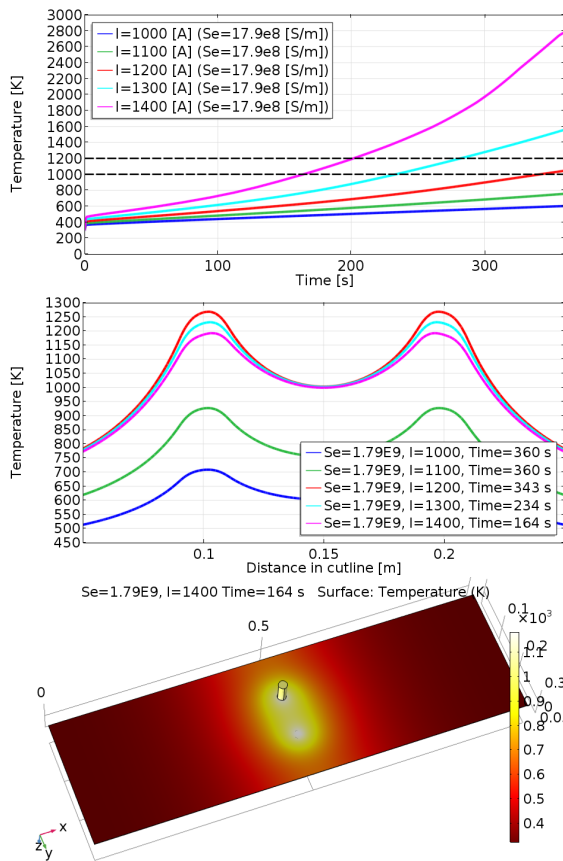 3000
2800
2600
2400
2200
2000
1800
1600
1400
1200
1000
800
600
400
200
0
Temperature [K]
I=1000 [A] (Se=17.9e8 [S/m])
I=1100 [A] (Se=17.9e8 [S/m])
I=1200 [A] (Se=17.9e8 [S/m])
I=1300 [A] (Se=17.9e8 [S/m])
I=1400 [A] (Se=17.9e8 [S/m])
0 100 200 300
Time [s]
1300
1250
1200
1150
1100
1050
1000
950
900
850
800
750
700
650
600
550
500
450
Temperature [K]
Se=1.79E9, I=1000, Time=360 s
Se=1.79E9, I=1100, Time=360 s
Se=1.79E9, I=1200, Time=343 s
Se=1.79E9, I=1300, Time=234 s
Se=1.79E9, I=1400, Time=164 s
0.1 0.15 0.2
Distance in cutline [m]
Se=1.79E9, I=1400 Time=164 s Surface: Temperature (K)
0.1
×10³
0.5
0
1.1
1
0.9
0.8
0.7
0.6
0.5
0.4
0.3
0
x
y
z